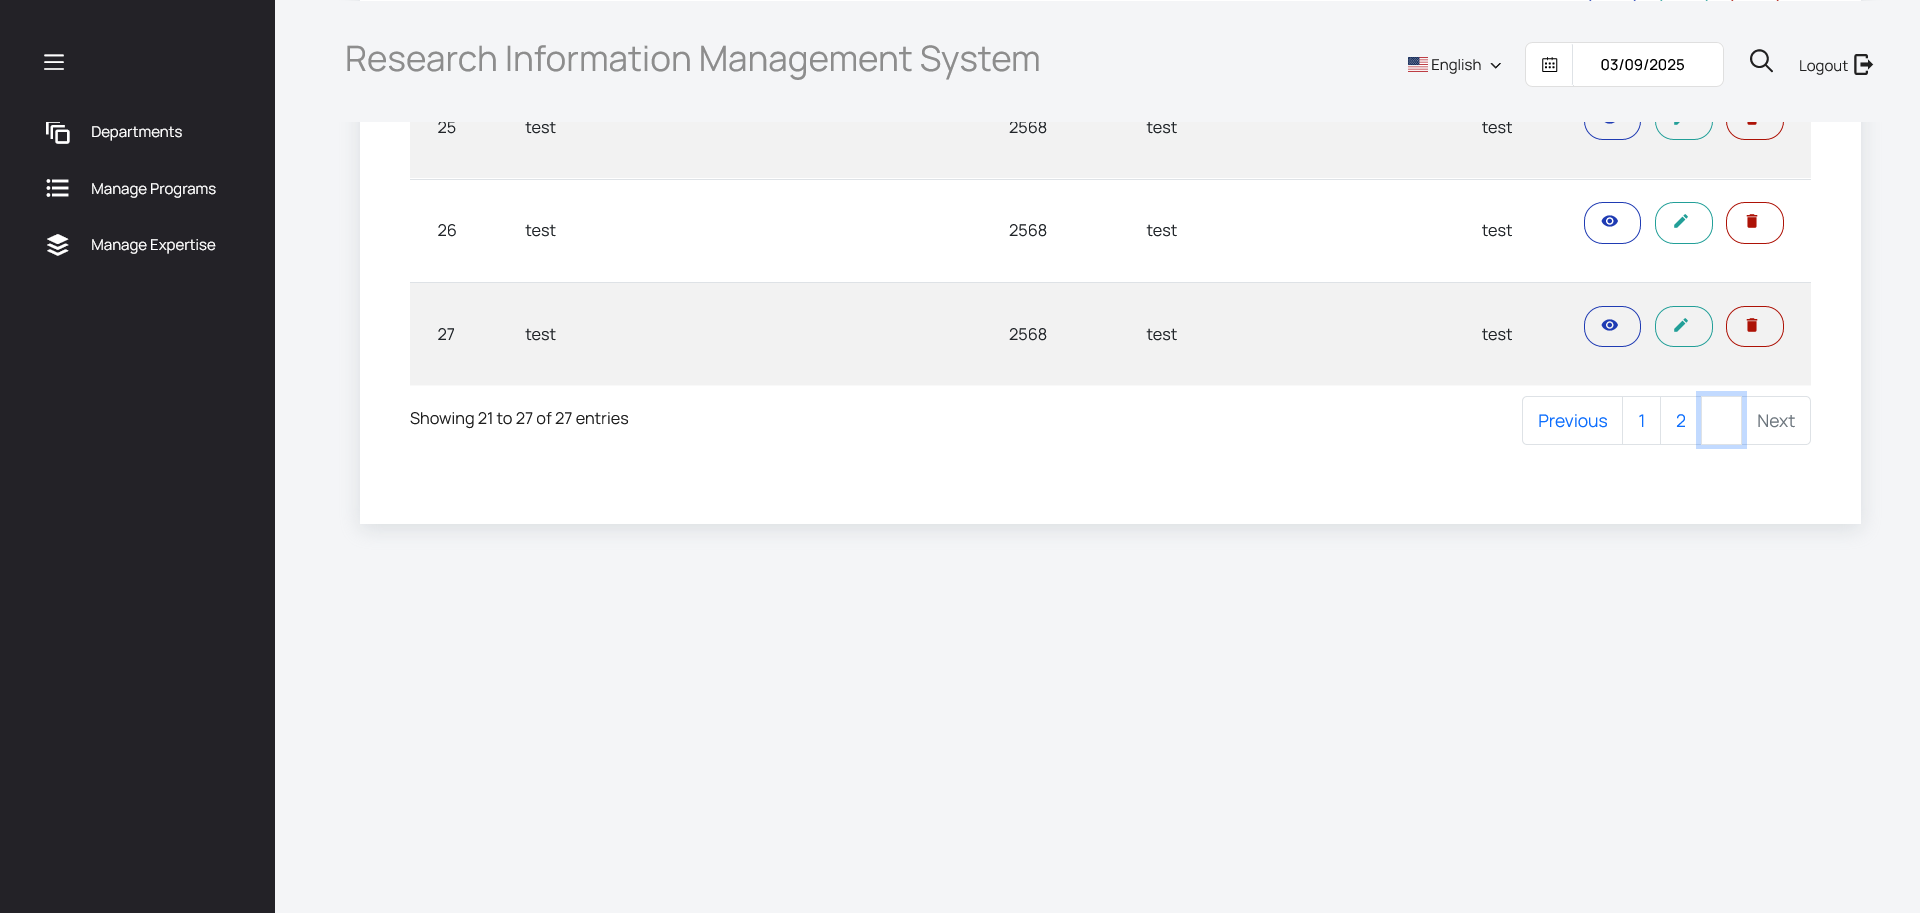 Research Information Management System
English
03/09/2025
Logout
Departments
Manage Programs
Manage Expertise
25 test 2568 test test
26 test 2568 test test
27 test 2568 test test
Showing 21 to 27 of 27 entries
Previous 1 2 Next